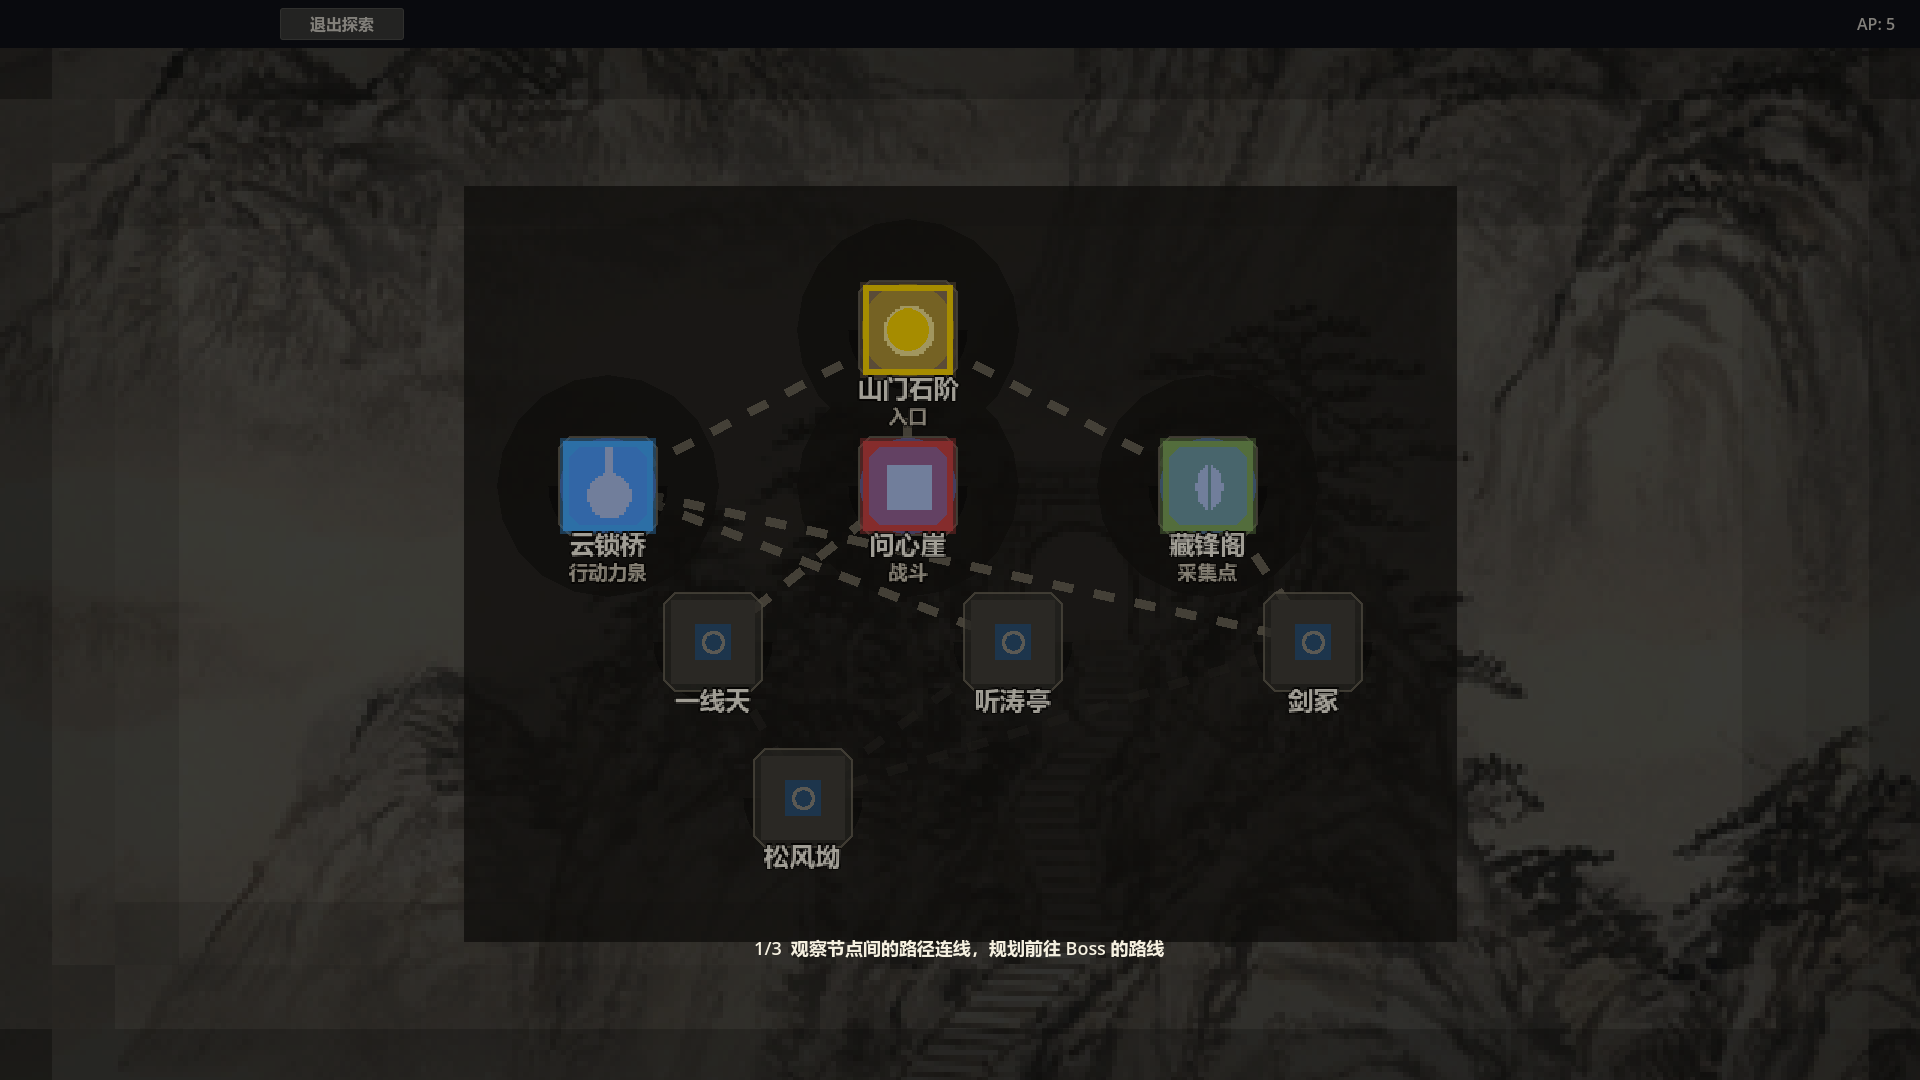 退出探索
AP: 5
山门石阶
入口
云锁桥
行动力泉
问心崖
战斗
藏锋阁
采集点
一线天
听涛亭
剑冢
松风坳
1/3 观察节点间的路径连线，规划前往 Boss 的路线